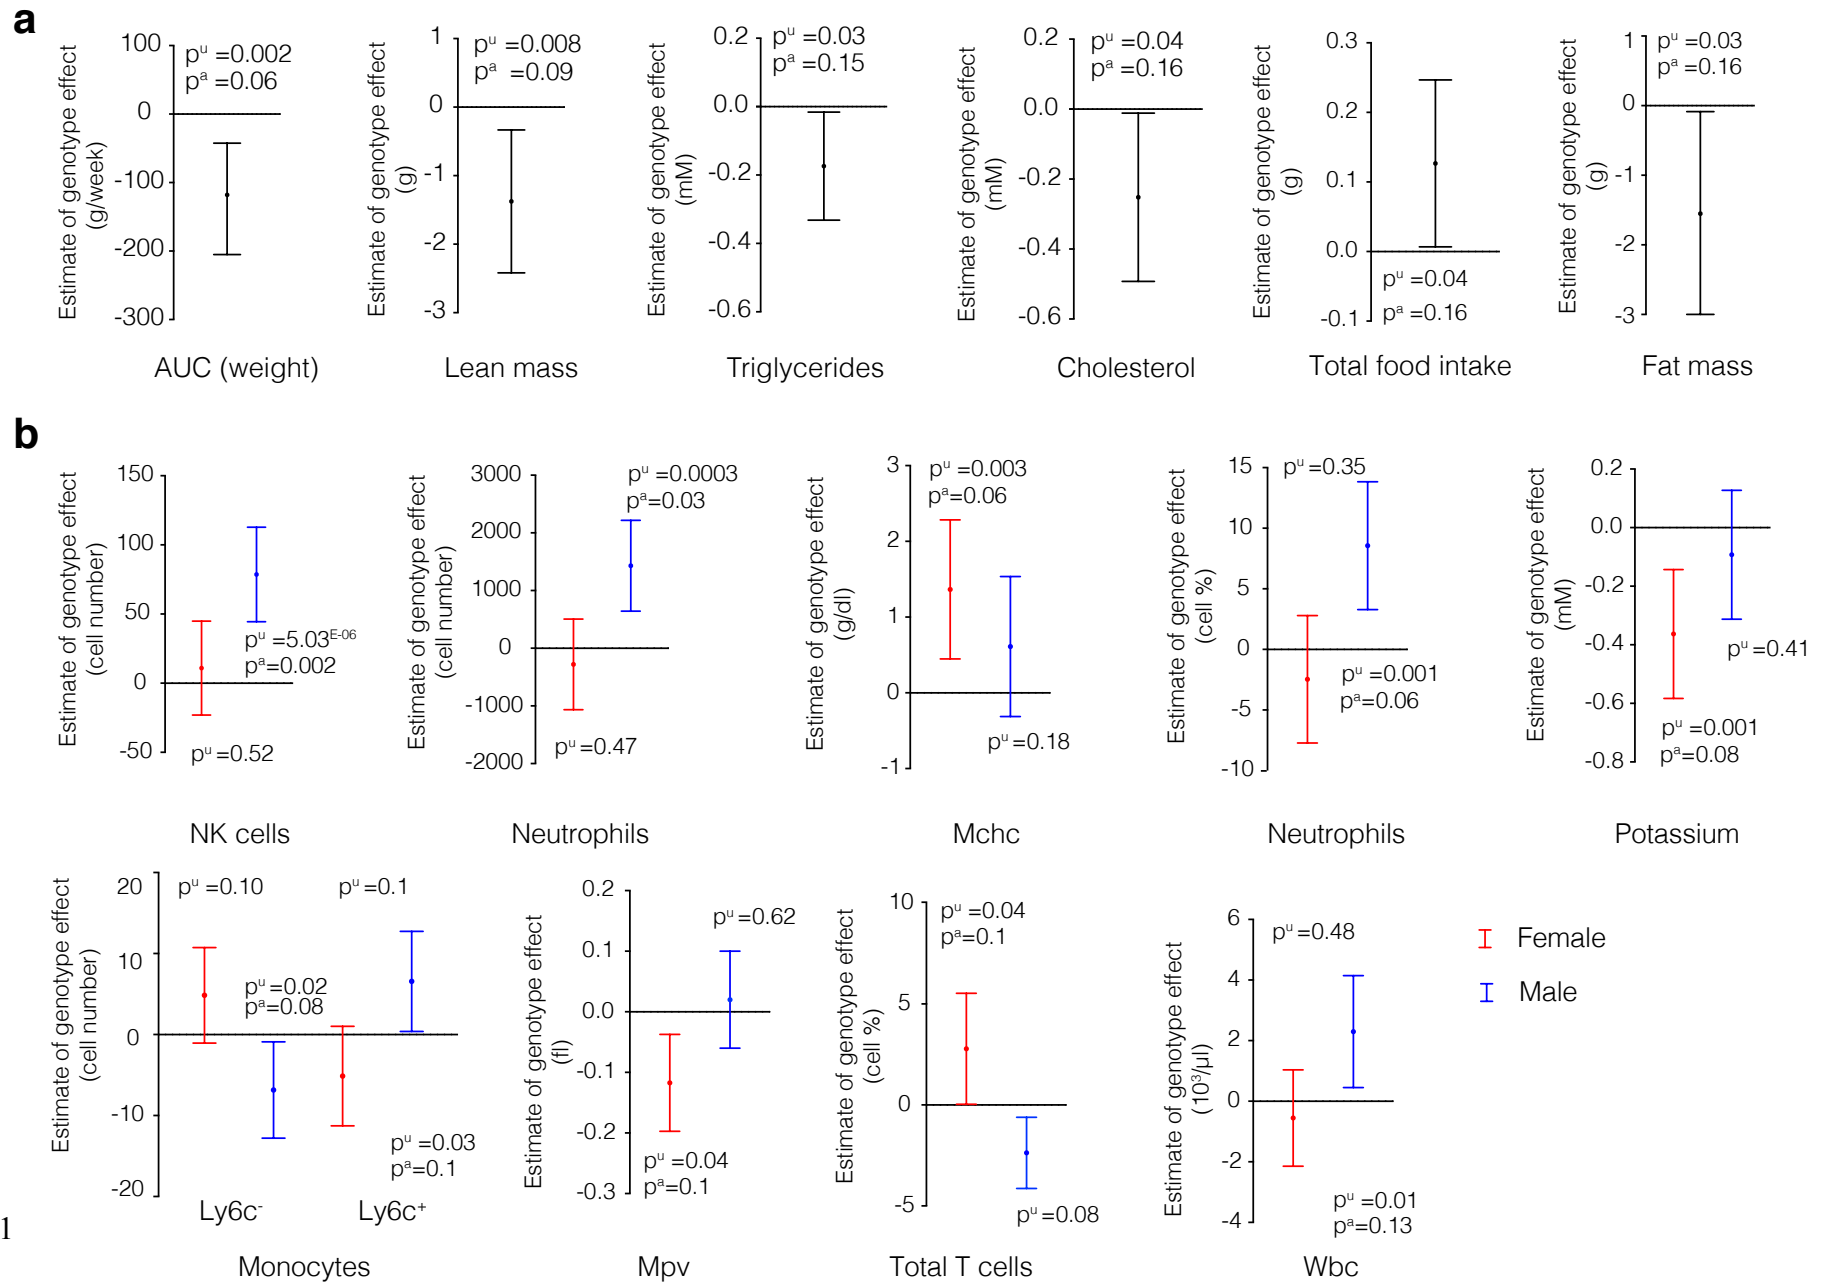 a
Estimate of genotype effect
(g/week)
100
0
-100
-200
-300
pᵘ =0.002
pᵃ =0.06
AUC (weight)
Estimate of genotype effect
(g)
1
0
-1
-2
-3
pᵘ =0.008
pᵃ =0.09
Lean mass
Estimate of genotype effect
(mM)
0.2
0.0
-0.2
-0.4
-0.6
pᵘ =0.03
pᵃ =0.15
Triglycerides
Estimate of genotype effect
(mM)
0.2
0.0
-0.2
-0.4
-0.6
pᵘ =0.04
pᵃ =0.16
Cholesterol
Estimate of genotype effect
(g)
0.3
0.2
0.1
0.0
-0.1
pᵘ =0.04
pᵃ =0.16
Total food intake
Estimate of genotype effect
(g)
1
0
-1
-2
-3
pᵘ =0.03
pᵃ =0.16
Fat mass
b
Estimate of genotype effect
(cell number)
150
100
50
0
-50
pᵘ =5.03ᴱ⁻⁰⁶
pᵃ=0.002
pᵘ =0.52
NK cells
Estimate of genotype effect
(cell number)
3000
2000
1000
0
-1000
-2000
pᵘ =0.0003
pᵃ=0.03
pᵘ =0.47
Neutrophils
Estimate of genotype effect
(g/dl)
3
2
1
0
-1
pᵘ =0.003
pᵃ=0.06
pᵘ =0.18
Mchc
Estimate of genotype effect
(cell %)
15
10
5
0
-5
-10
pᵘ =0.35
pᵘ =0.001
pᵃ=0.06
Neutrophils
Estimate of genotype effect
(mM)
0.2
0.0
-0.2
-0.4
-0.6
-0.8
pᵘ =0.41
pᵘ =0.001
pᵃ=0.08
Potassium
Estimate of genotype effect
(cell number)
20
10
0
-10
-20
pᵘ =0.10
pᵘ =0.1
pᵘ =0.02
pᵃ=0.08
pᵘ =0.03
pᵃ=0.1
Ly6c⁻
Ly6c⁺
Monocytes
Estimate of genotype effect
(fl)
0.2
0.1
0.0
-0.1
-0.2
-0.3
pᵘ =0.62
pᵘ =0.04
pᵃ=0.1
Mpv
Estimate of genotype effect
(cell %)
10
5
0
-5
pᵘ =0.04
pᵃ=0.1
pᵘ =0.08
Total T cells
Estimate of genotype effect
(10³/µl)
6
4
2
0
-2
-4
pᵘ =0.48
pᵘ =0.01
pᵃ=0.13
Wbc
Female
Male
1